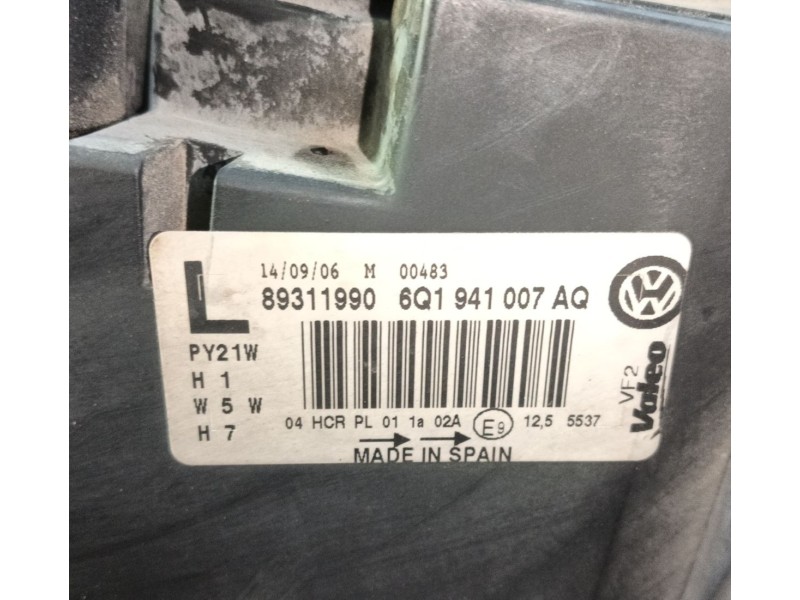 L
14/09/06 M 00483
89311990 6Q1 941 007 AQ
PY21W
H 1
W 5 W
H 7
04 HCR PL 01 1a 02A E9 12,5 5537
MADE IN SPAIN
VF2
Valeo